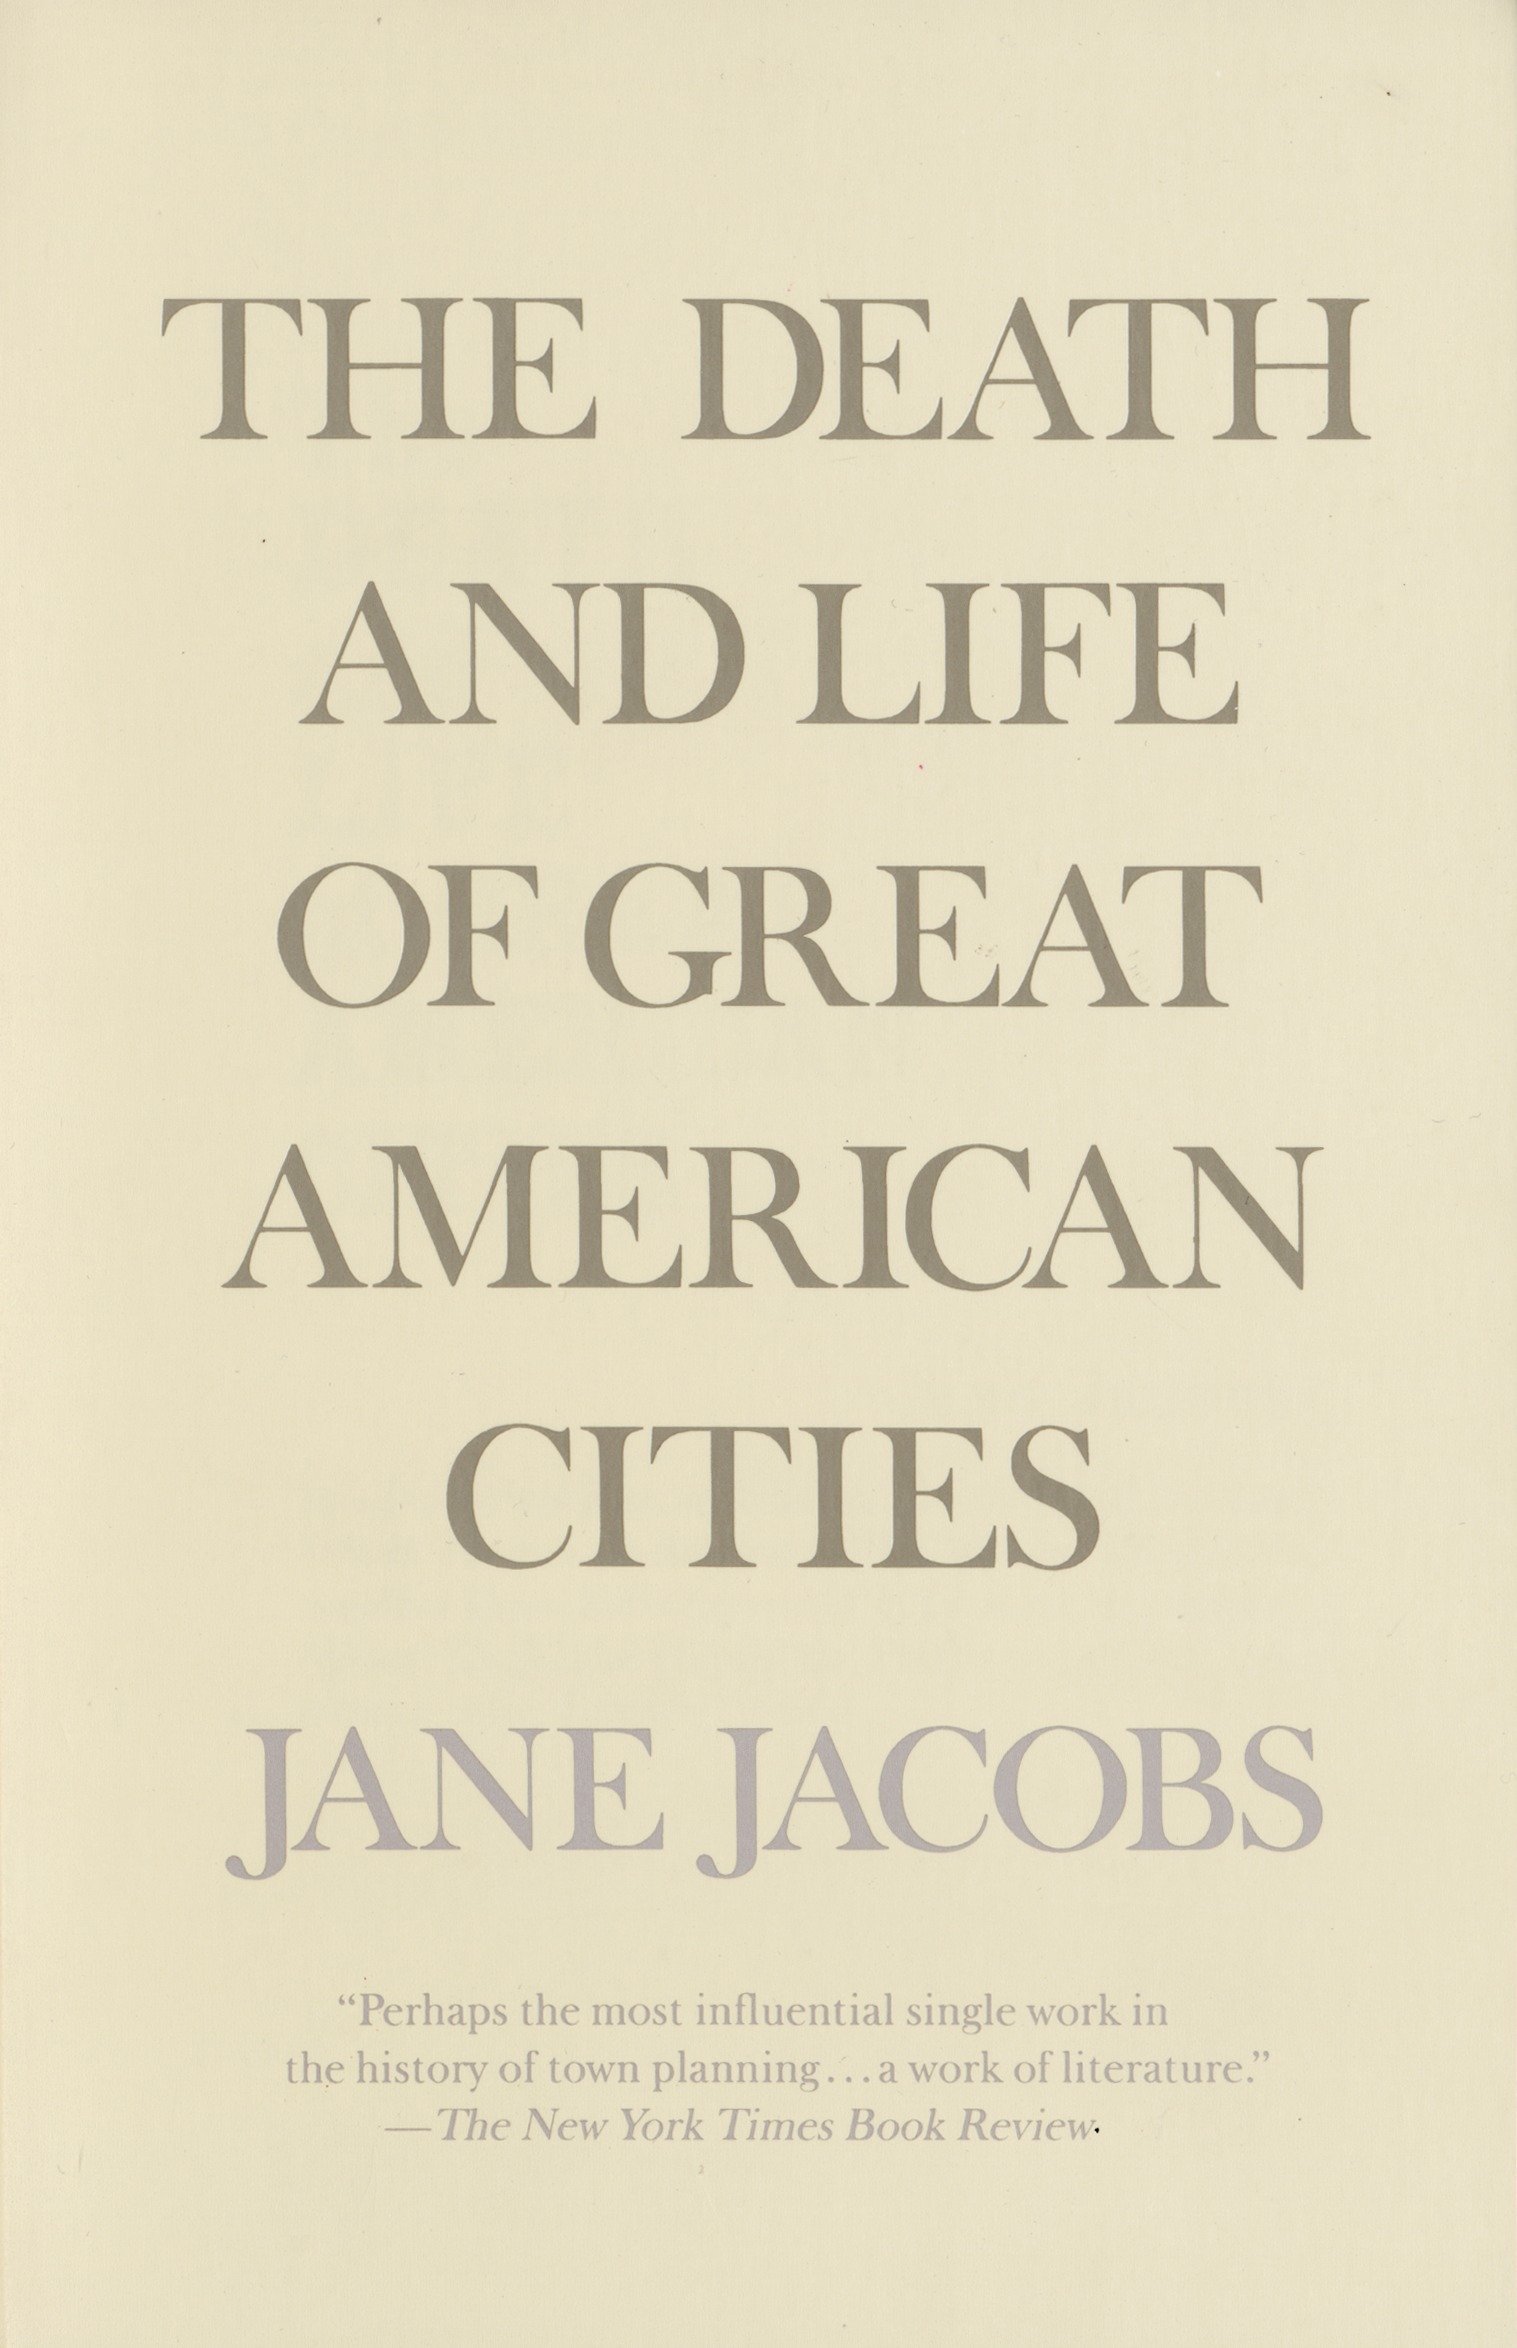 THE DEATH
AND LIFE
OF GREAT
AMERICAN
CITIES
JANE JACOBS
“Perhaps the most influential single work in
the history of town planning...a work of literature.”
—The New York Times Book Review